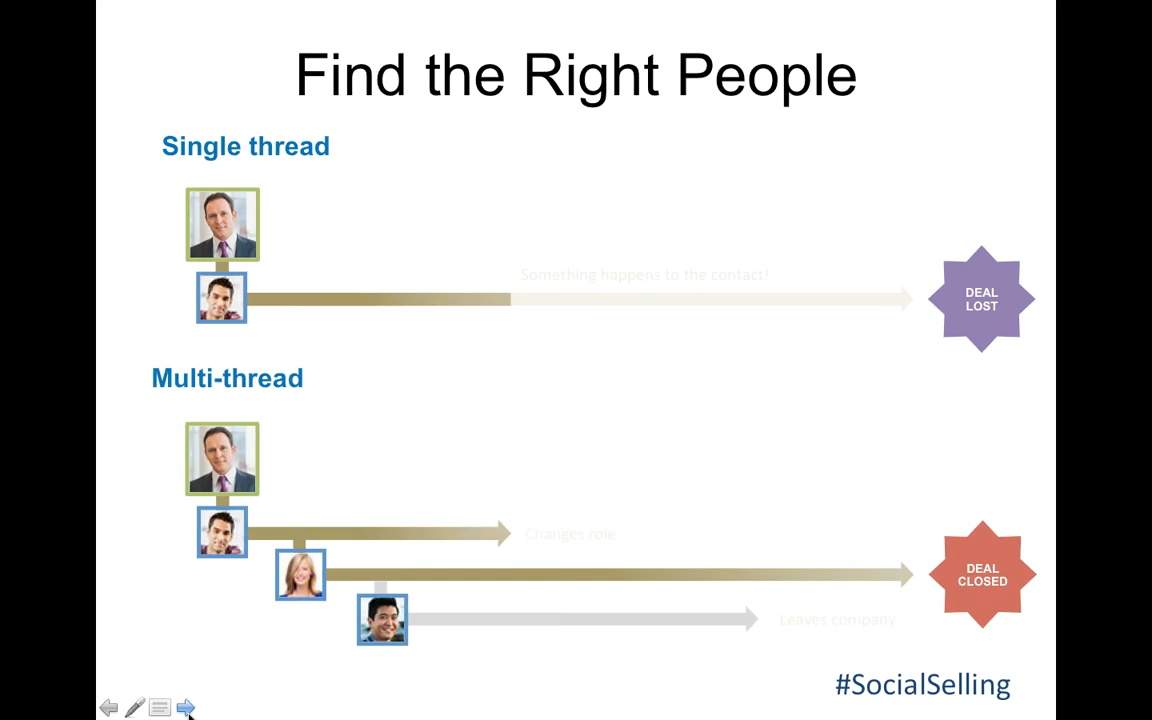 Find the Right People
Single thread
Something happens to the contact!
DEAL
LOST
Multi-thread
Changes role
DEAL
CLOSED
Leaves company
#SocialSelling